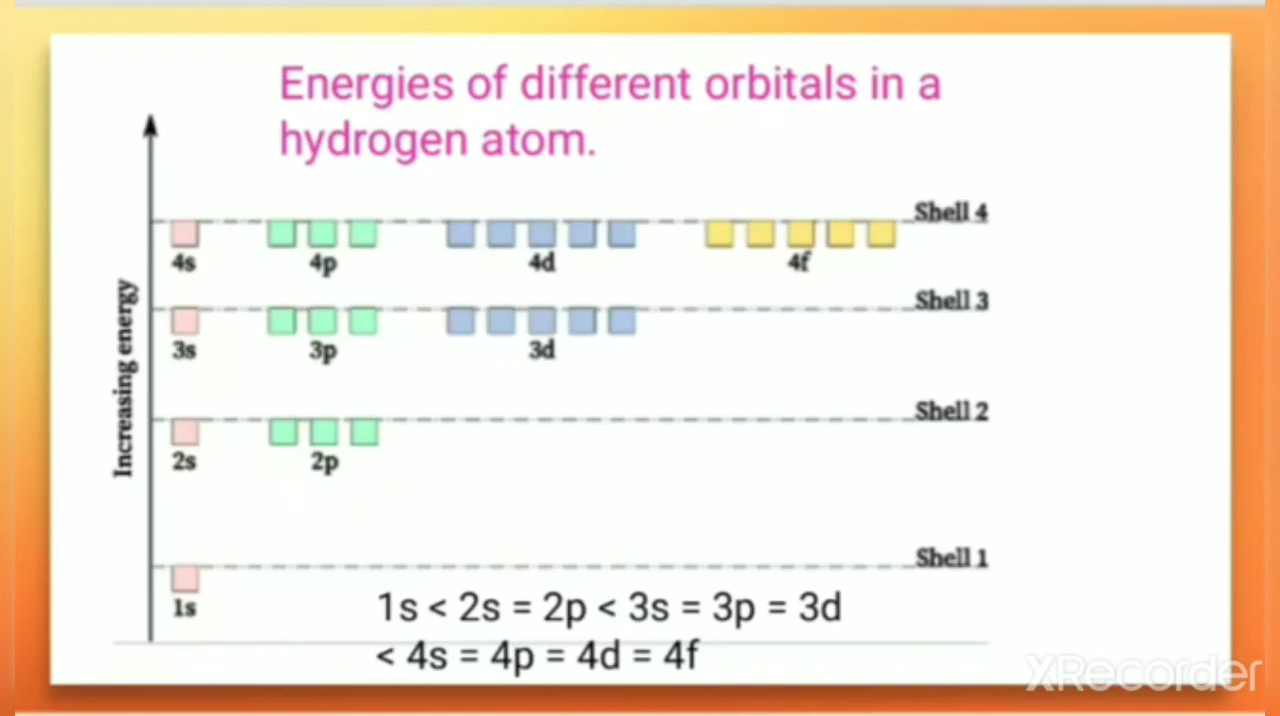 Energies of different orbitals in a
hydrogen atom.
Increasing energy
Shell 4
4s 4p 4d 4f
Shell 3
3s 3p 3d
Shell 2
2s 2p
Shell 1
1s
1s < 2s = 2p < 3s = 3p = 3d
< 4s = 4p = 4d = 4f
XRecorder